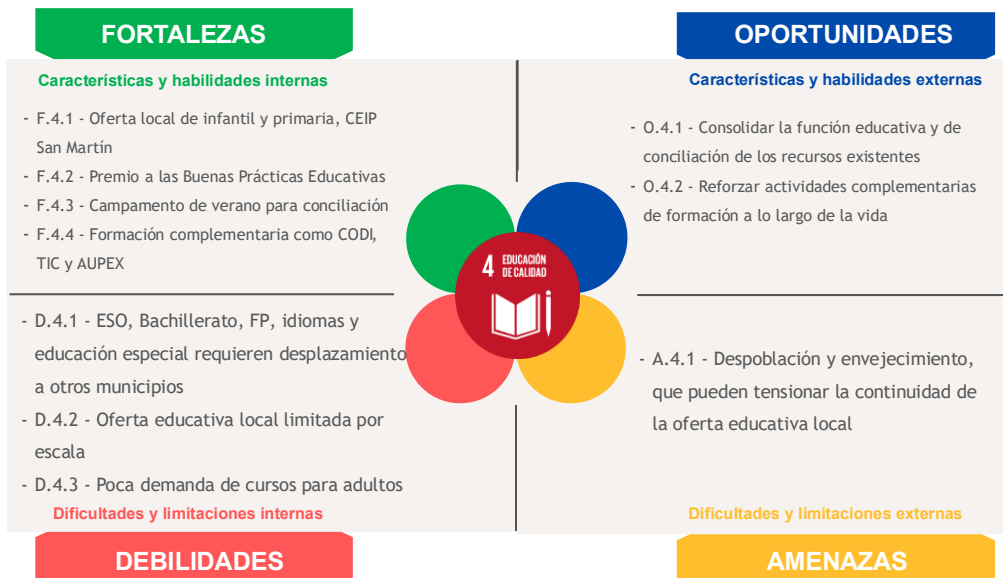 FORTALEZAS
Características y habilidades internas
- F.4.1 - Oferta local de infantil y primaria, CEIP
San Martín
- F.4.2 - Premio a las Buenas Prácticas Educativas
- F.4.3 - Campamento de verano para conciliación
- F.4.4 - Formación complementaria como CODI,
TIC y AUPEX
OPORTUNIDADES
Características y habilidades externas
- O.4.1 - Consolidar la función educativa y de
conciliación de los recursos existentes
- O.4.2 - Reforzar actividades complementarias
de formación a lo largo de la vida
4 EDUCACIÓN
DE CALIDAD
- D.4.1 - ESO, Bachillerato, FP, idiomas y
educación especial requieren desplazamiento
a otros municipios
- D.4.2 - Oferta educativa local limitada por
escala
- D.4.3 - Poca demanda de cursos para adultos
Dificultades y limitaciones internas
DEBILIDADES
- A.4.1 - Despoblación y envejecimiento,
que pueden tensionar la continuidad de
la oferta educativa local
Dificultades y limitaciones externas
AMENAZAS